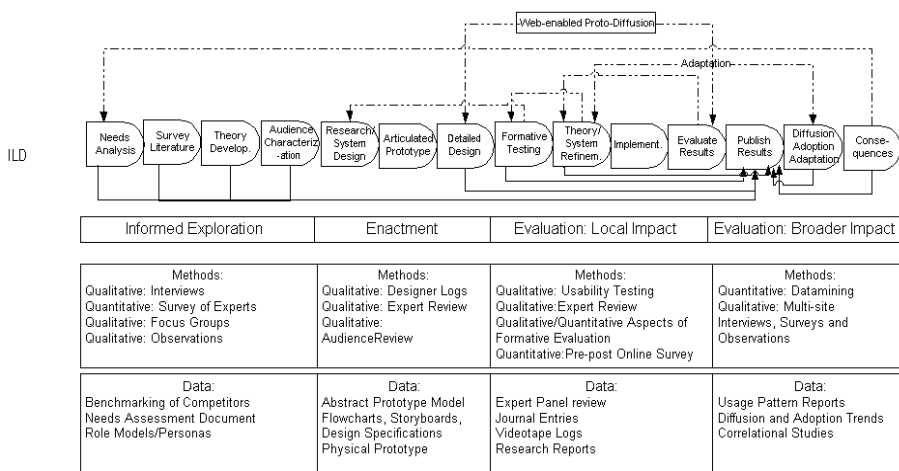 Web-enabled Proto-Diffusion
Adaptation
ILD
Needs
Analysis
Survey
Literature
Theory
Develop.
Audience
Characteriz
-ation
Research/
System
Design
Articulated
Prototype
Detailed
Design
Formative
Testing
Theory/
System
Refinem.
Implement.
Evaluate
Results
Publish
Results
Diffusion
Adoption
Adaptation
Conse-
quences
Informed Exploration
Enactment
Evaluation: Local Impact
Evaluation: Broader Impact
Methods:
Qualitative: Interviews
Quantitative: Survey of Experts
Qualitative: Focus Groups
Qualitative: Observations
Methods:
Qualitative: Designer Logs
Qualitative: Expert Review
Qualitative:
AudienceReview
Methods:
Qualitative: Usability Testing
Qualitative:Expert Review
Qualitative/Quantitative Aspects of
Formative Evaluation
Quantitative:Pre-post Online Survey
Methods:
Quantitative: Datamining
Qualitative: Multi-site
Interviews, Surveys and
Observations
Data:
Benchmarking of Competitors
Needs Assessment Document
Role Models/Personas
Data:
Abstract Prototype Model
Flowcharts, Storyboards,
Design Specifications
Physical Prototype
Data:
Expert Panel review
Journal Entries
Videotape Logs
Research Reports
Data:
Usage Pattern Reports
Diffusion and Adoption Trends
Correlational Studies